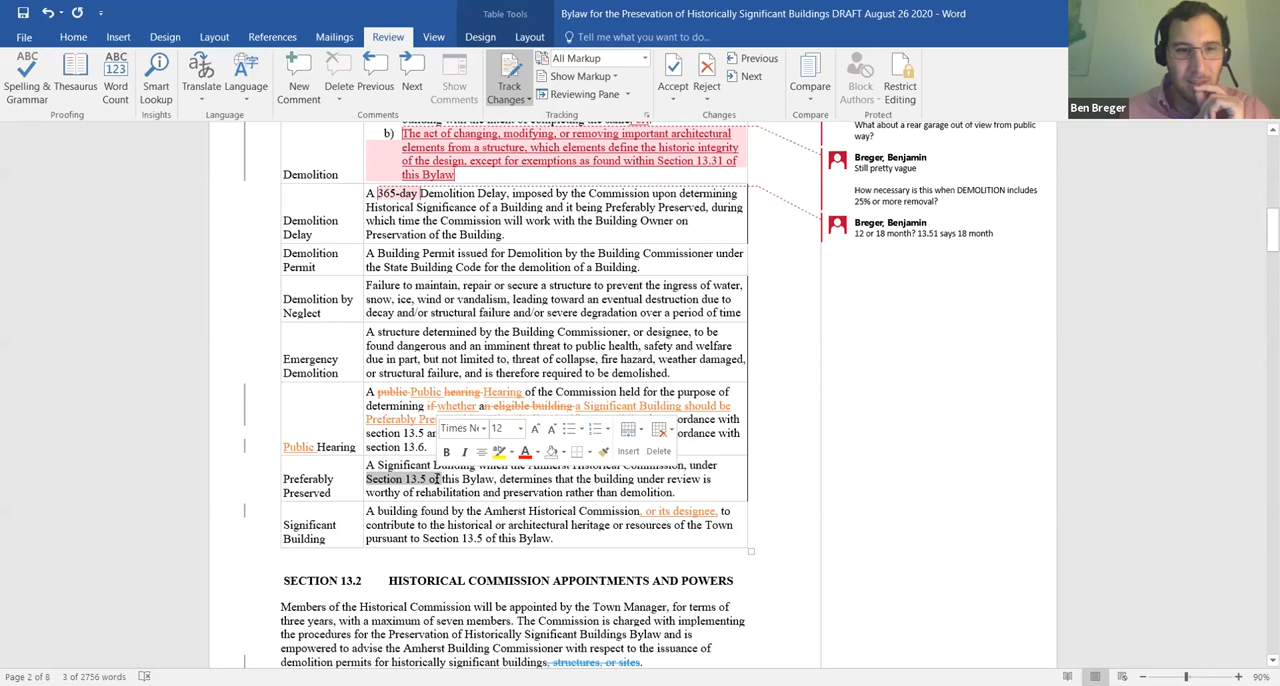 Table Tools
Bylaw for the Presevation of Historically Significant Buildings DRAFT August 26 2020 - Word
File Home Insert Design Layout References Mailings Review View Design Layout Tell me what you want to do...
Spelling & Grammar
Thesaurus
Word Count
Smart Lookup
Translate
Language
New Comment
Delete
Previous
Next
Show Comments
Track Changes
All Markup
Show Markup
Reviewing Pane
Accept
Reject
Previous
Next
Compare
Block Authors
Restrict Editing
Proofing Insights Language Comments Tracking Changes Compare Protect
Ben Breger
b) The act of changing, modifying, or removing important architectural
elements from a structure, which elements define the historic integrity
of the design, except for exemptions as found within Section 13.31 of
this Bylaw
Demolition
A 365-day Demolition Delay, imposed by the Commission upon determining
Historical Significance of a Building and it being Preferably Preserved, during
which time the Commission will work with the Building Owner on
Preservation of the Building.
Demolition
Delay
Demolition
Permit
A Building Permit issued for Demolition by the Building Commissioner under
the State Building Code for the demolition of a Building.
Demolition by
Neglect
Failure to maintain, repair or secure a structure to prevent the ingress of water,
snow, ice, wind or vandalism, leading toward an eventual destruction due to
decay and/or structural failure and/or severe degradation over a period of time
Emergency
Demolition
A structure determined by the Building Commissioner, or designee, to be
found dangerous and an imminent threat to public health, safety and welfare
due in part, but not limited to, threat of collapse, fire hazard, weather damaged,
or structural failure, and is therefore required to be demolished.
Public Hearing
A public Public hearing Hearing of the Commission held for the purpose of
determining if whether an eligible building a Significant Building should be
Preferably Pre
cordance with
section 13.5 an
cordance with
section 13.6.
Times Ne 12
Insert Delete
Preferably
Preserved
A Significant Building which the Amherst Historical Commission, under
Section 13.5 of this Bylaw, determines that the building under review is
worthy of rehabilitation and preservation rather than demolition.
Significant
Building
A building found by the Amherst Historical Commission, or its designee, to
contribute to the historical or architectural heritage or resources of the Town
pursuant to Section 13.5 of this Bylaw.
SECTION 13.2 HISTORICAL COMMISSION APPOINTMENTS AND POWERS
Members of the Historical Commission will be appointed by the Town Manager, for terms of
three years, with a maximum of seven members. The Commission is charged with implementing
the procedures for the Preservation of Historically Significant Buildings Bylaw and is
empowered to advise the Amherst Building Commissioner with respect to the issuance of
demolition permits for historically significant buildings, structures, or sites.
What about a rear garage out of view from public
way?
Breger, Benjamin
Still pretty vague
How necessary is this when DEMOLITION includes
25% or more removal?
Breger, Benjamin
12 or 18 month? 13.51 says 18 month
Page 2 of 8 3 of 2756 words
90%